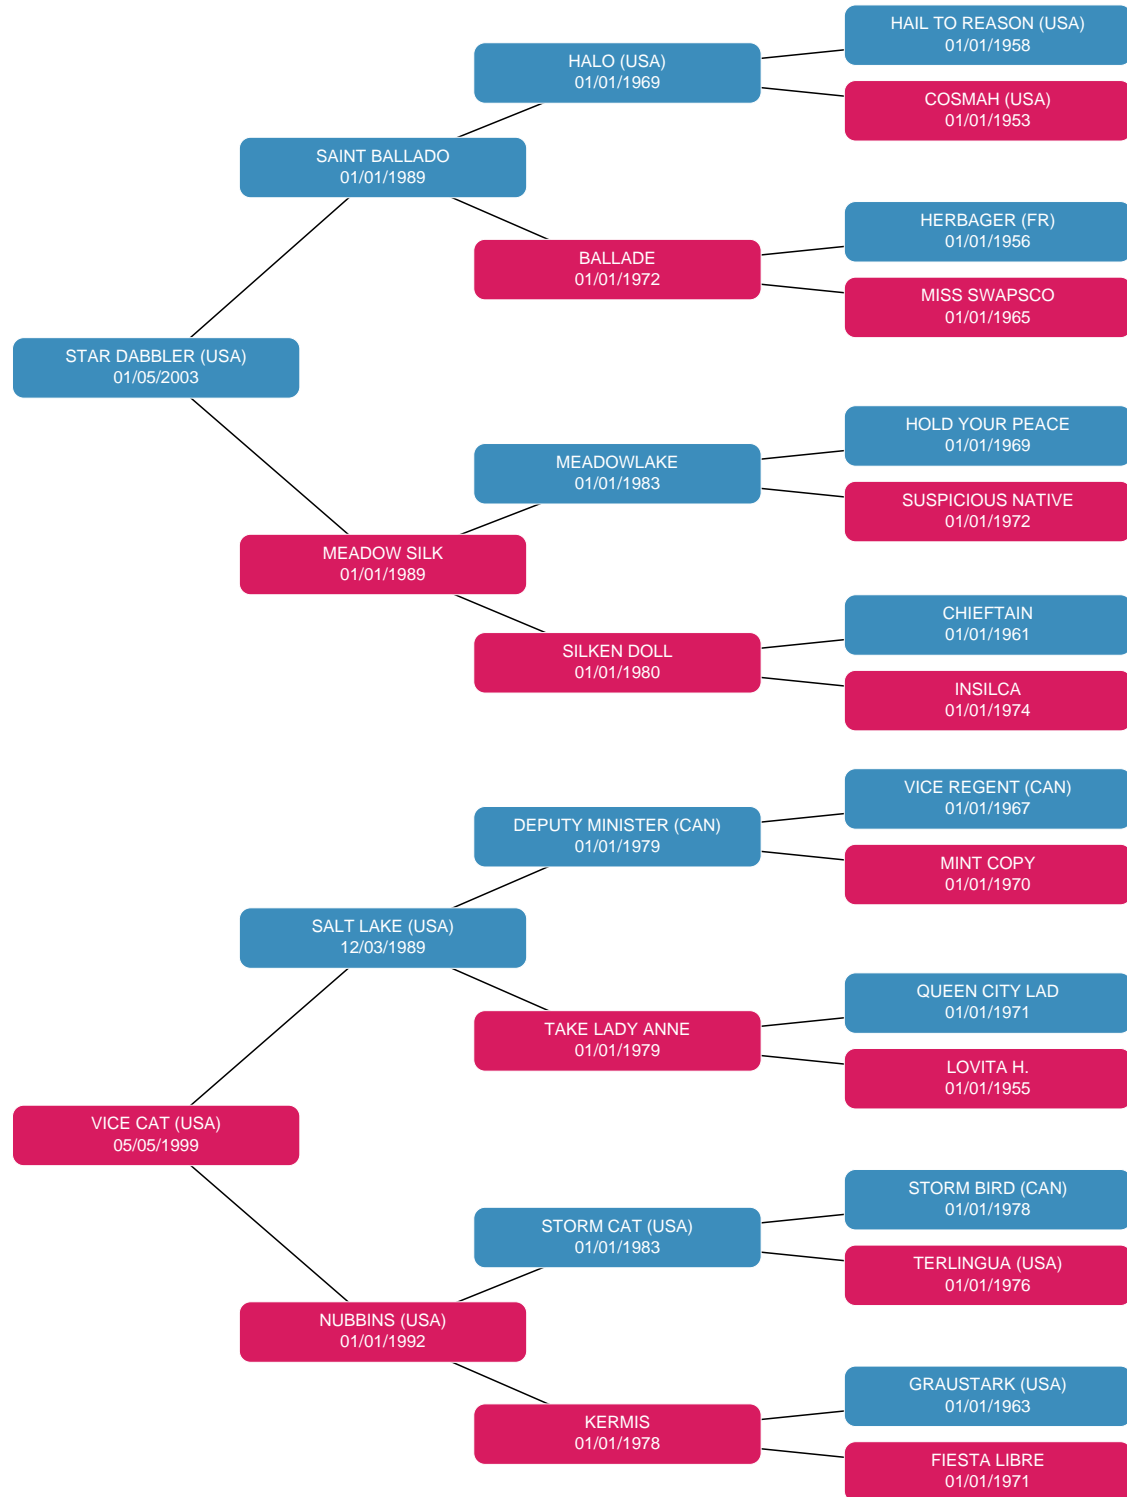 HAIL TO REASON (USA)
01/01/1958
HALO (USA)
01/01/1969
COSMAH (USA)
01/01/1953
SAINT BALLADO
01/01/1989
HERBAGER (FR)
01/01/1956
BALLADE
01/01/1972
MISS SWAPSCO
01/01/1965
STAR DABBLER (USA)
01/05/2003
HOLD YOUR PEACE
01/01/1969
MEADOWLAKE
01/01/1983
SUSPICIOUS NATIVE
01/01/1972
MEADOW SILK
01/01/1989
CHIEFTAIN
01/01/1961
SILKEN DOLL
01/01/1980
INSILCA
01/01/1974
VICE REGENT (CAN)
01/01/1967
DEPUTY MINISTER (CAN)
01/01/1979
MINT COPY
01/01/1970
SALT LAKE (USA)
12/03/1989
QUEEN CITY LAD
01/01/1971
TAKE LADY ANNE
01/01/1979
LOVITA H.
01/01/1955
VICE CAT (USA)
05/05/1999
STORM BIRD (CAN)
01/01/1978
STORM CAT (USA)
01/01/1983
TERLINGUA (USA)
01/01/1976
NUBBINS (USA)
01/01/1992
GRAUSTARK (USA)
01/01/1963
KERMIS
01/01/1978
FIESTA LIBRE
01/01/1971